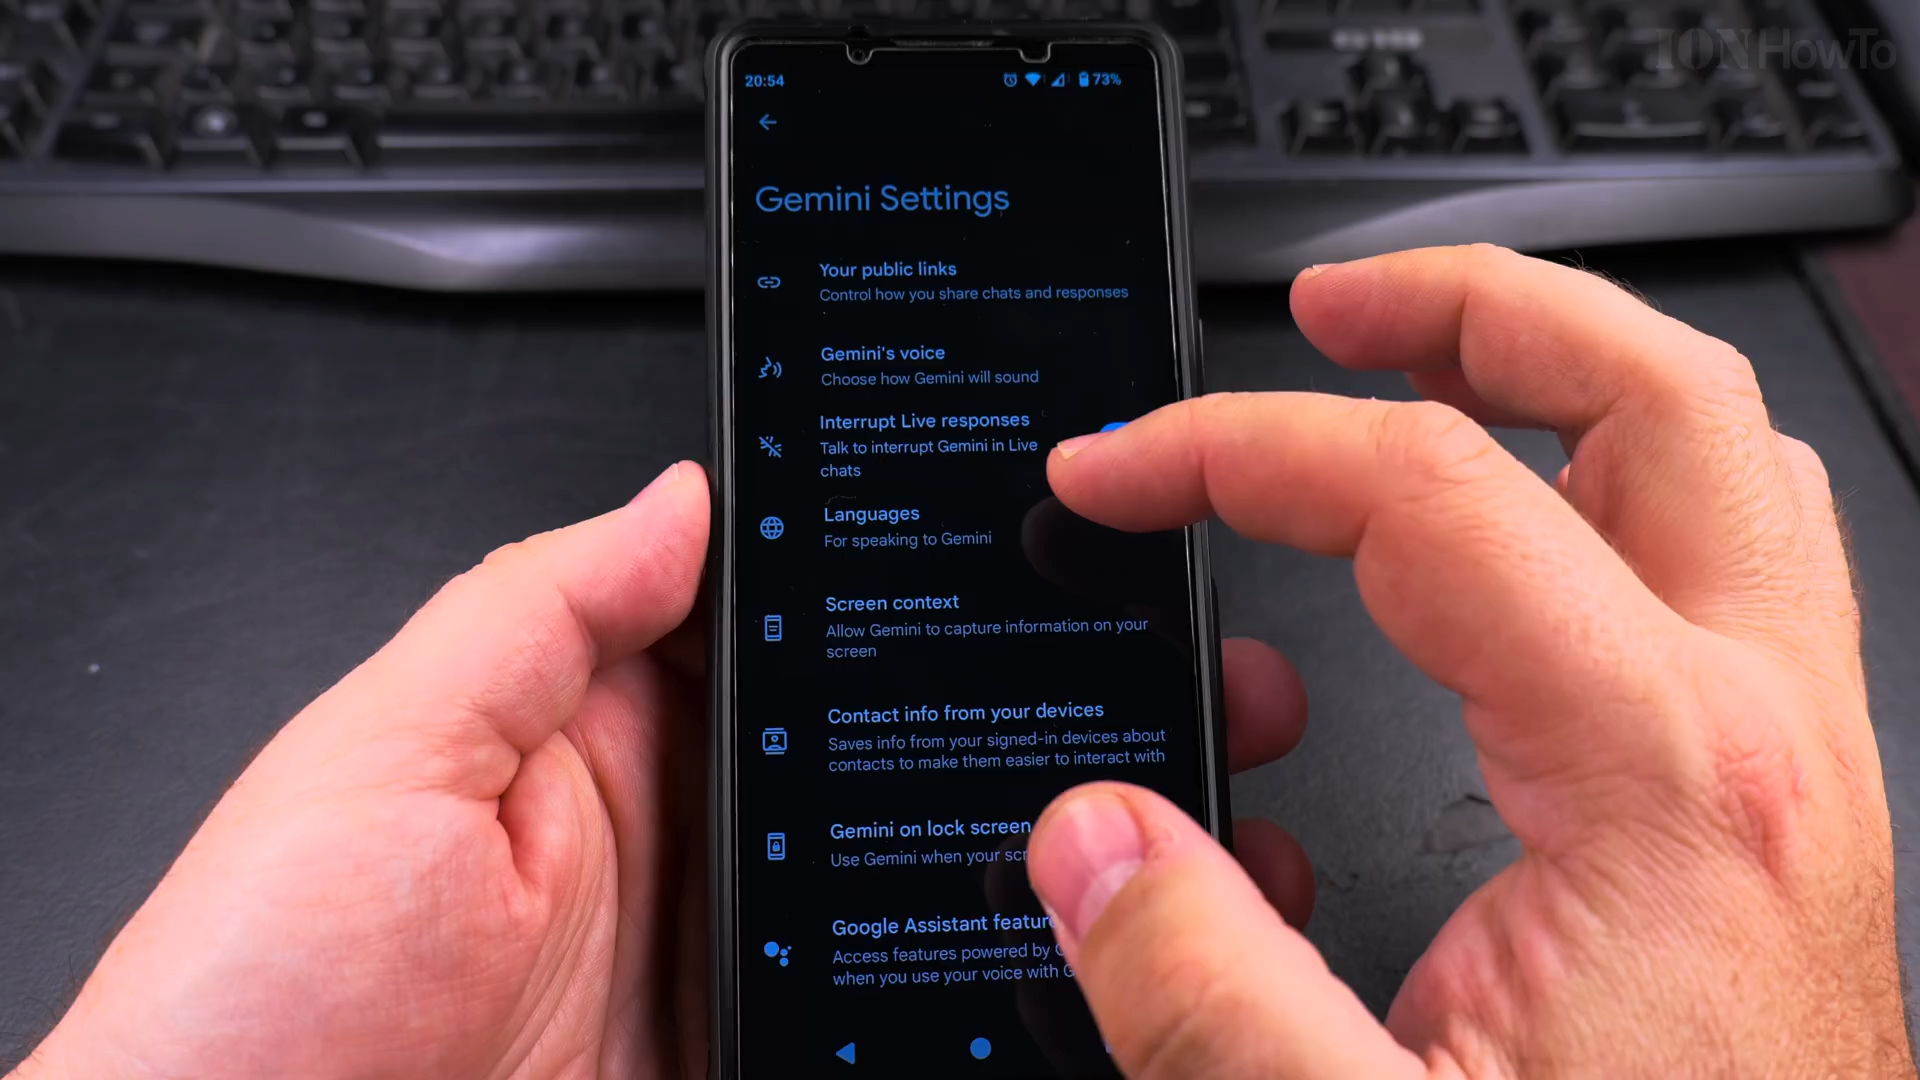 ION HowTo
20:54
73%
Gemini Settings
Your public links
Control how you share chats and responses
Gemini's voice
Choose how Gemini will sound
Interrupt Live responses
Talk to interrupt Gemini in Live
chats
Languages
For speaking to Gemini
Screen context
Allow Gemini to capture information on your
screen
Contact info from your devices
Saves info from your signed-in devices about
contacts to make them easier to interact with
Gemini on lock screen
Use Gemini when your
Google Assistant
Access features powered by
when you use your voice with